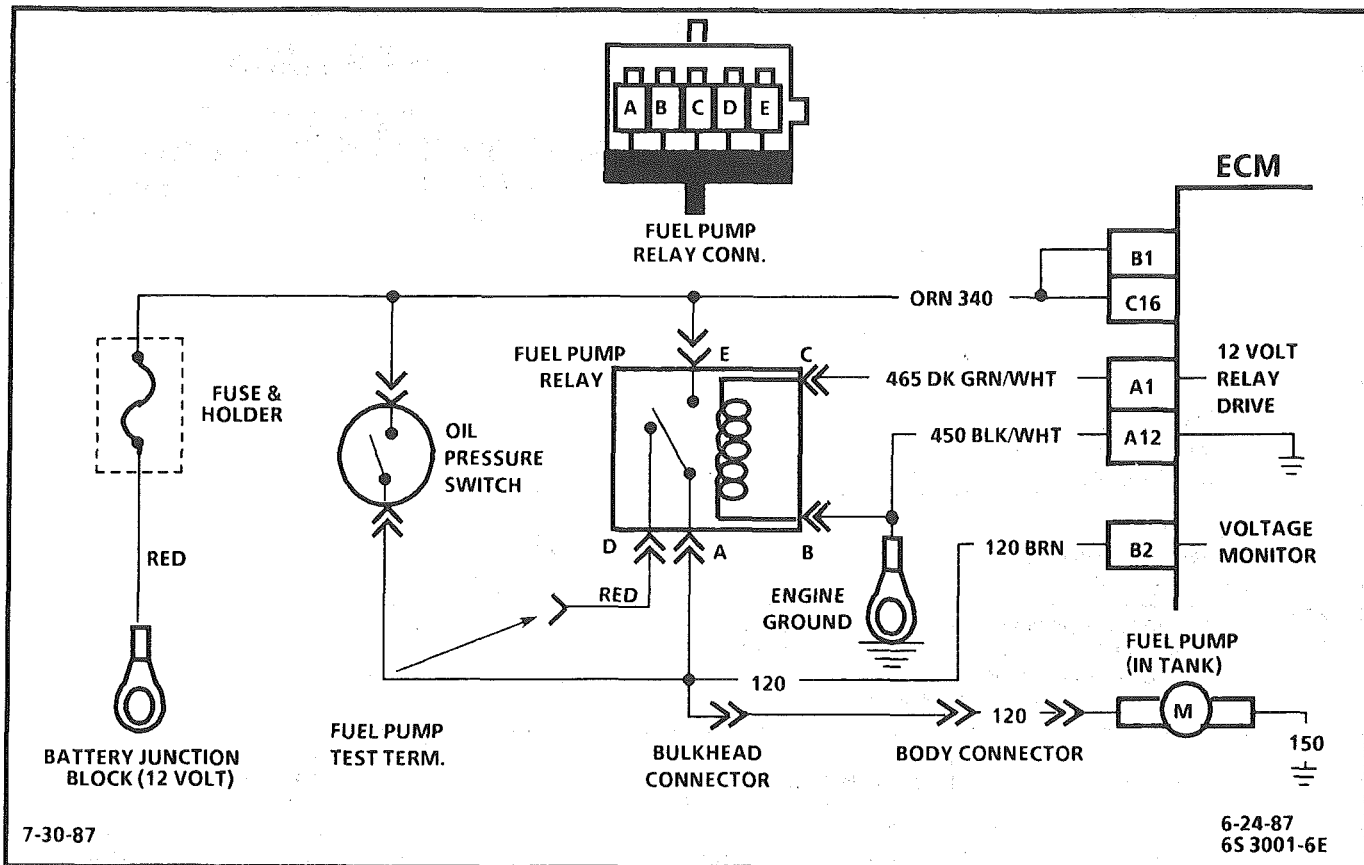 A B C D E
FUEL PUMP
RELAY CONN.
ECM
B1
C16
ORN 340
FUSE &
HOLDER
OIL
PRESSURE
SWITCH
FUEL PUMP
RELAY
E
C
465 DK GRN/WHT
A1
12 VOLT
RELAY
DRIVE
450 BLK/WHT
A12
D
A
B
RED
RED
120 BRN
B2
VOLTAGE
MONITOR
ENGINE
GROUND
120
FUEL PUMP
(IN TANK)
M
120
150
BATTERY JUNCTION
BLOCK (12 VOLT)
FUEL PUMP
TEST TERM.
BULKHEAD
CONNECTOR
BODY CONNECTOR
7-30-87
6-24-87
6S 3001-6E